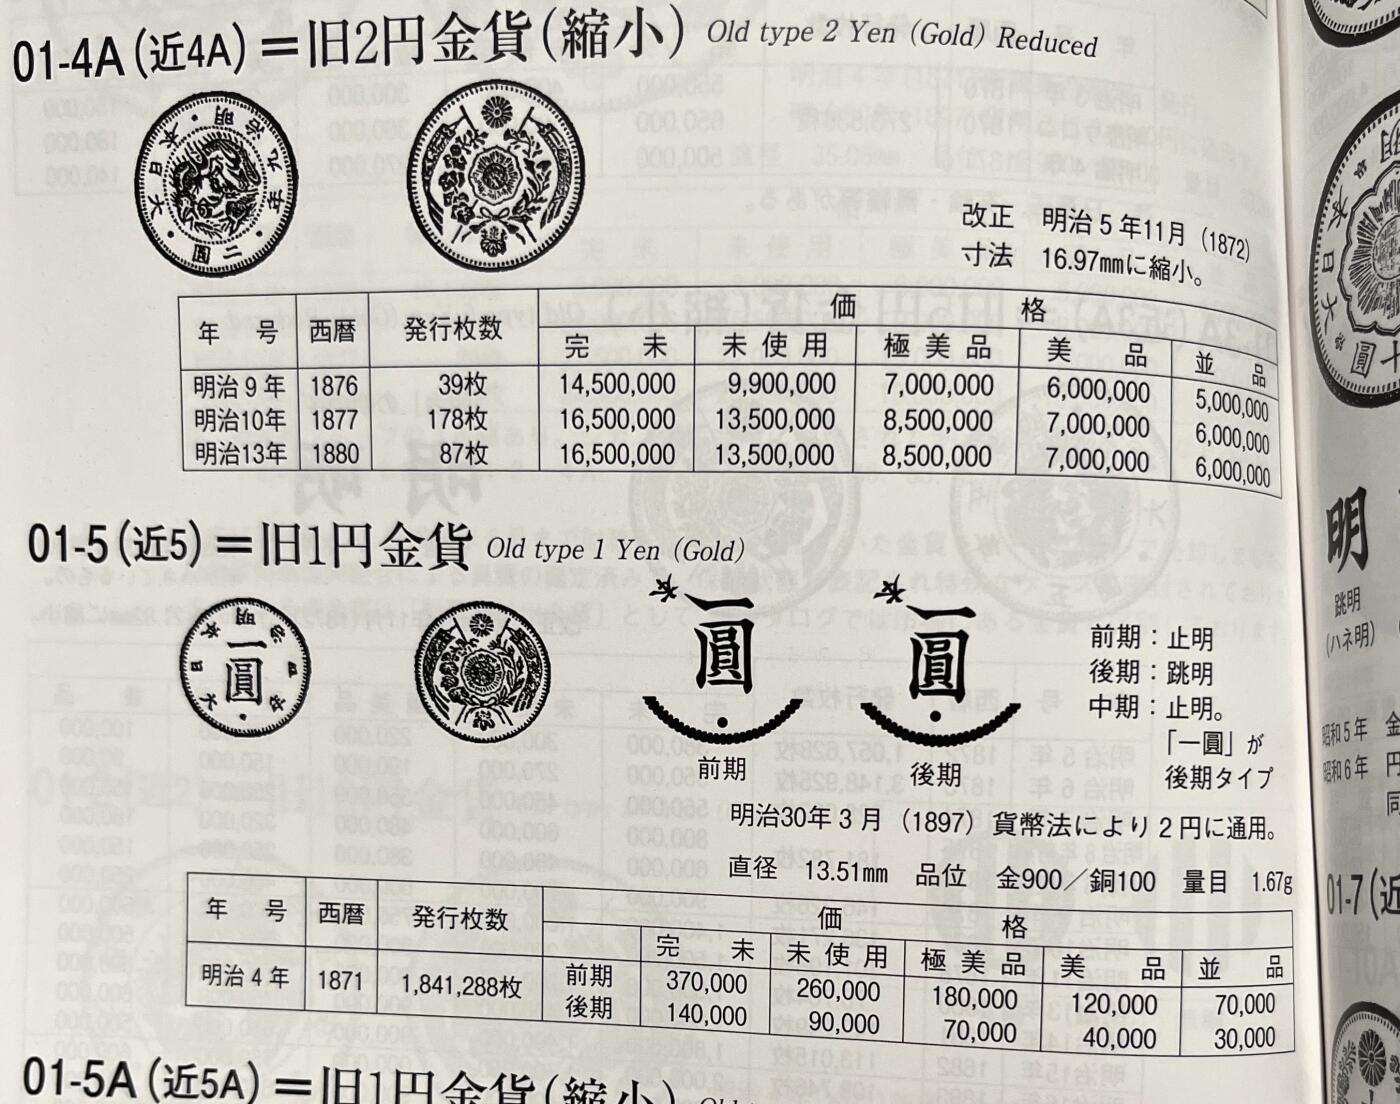 01-4A（近4A）＝旧2円金貨（縮小） Old type 2 Yen (Gold) Reduced
改正 明治5年11月（1872）
寸法 16.97mmに縮小。
年号 西暦 発行枚数 価格
完未 未使用 極美品 美品 並品
明治9年 1876 39枚 14,500,000 9,900,000 7,000,000 6,000,000 5,000,000
明治10年 1877 178枚 16,500,000 13,500,000 8,500,000 7,000,000 6,000,000
明治13年 1880 87枚 16,500,000 13,500,000 8,500,000 7,000,000 6,000,000
01-5（近5）＝旧1円金貨 Old type 1 Yen (Gold)
一圓
前期
一圓
後期
前期：止明
後期：跳明
中期：止明。
「一圓」が
後期タイプ
明治30年3月（1897）貨幣法により2円に通用。
直径 13.51mm 品位 金900／銅100 量目 1.67g
年号 西暦 発行枚数 価格
完未 未使用 極美品 美品 並品
明治4年 1871 1,841,288枚 前期 370,000 260,000 180,000 120,000 70,000
後期 140,000 90,000 70,000 40,000 30,000
01-5A（近5A）＝旧1円金貨（縮小）
明
跳明
（ハネ明）
昭和5年 金
昭和6年 円
同
01-7（近